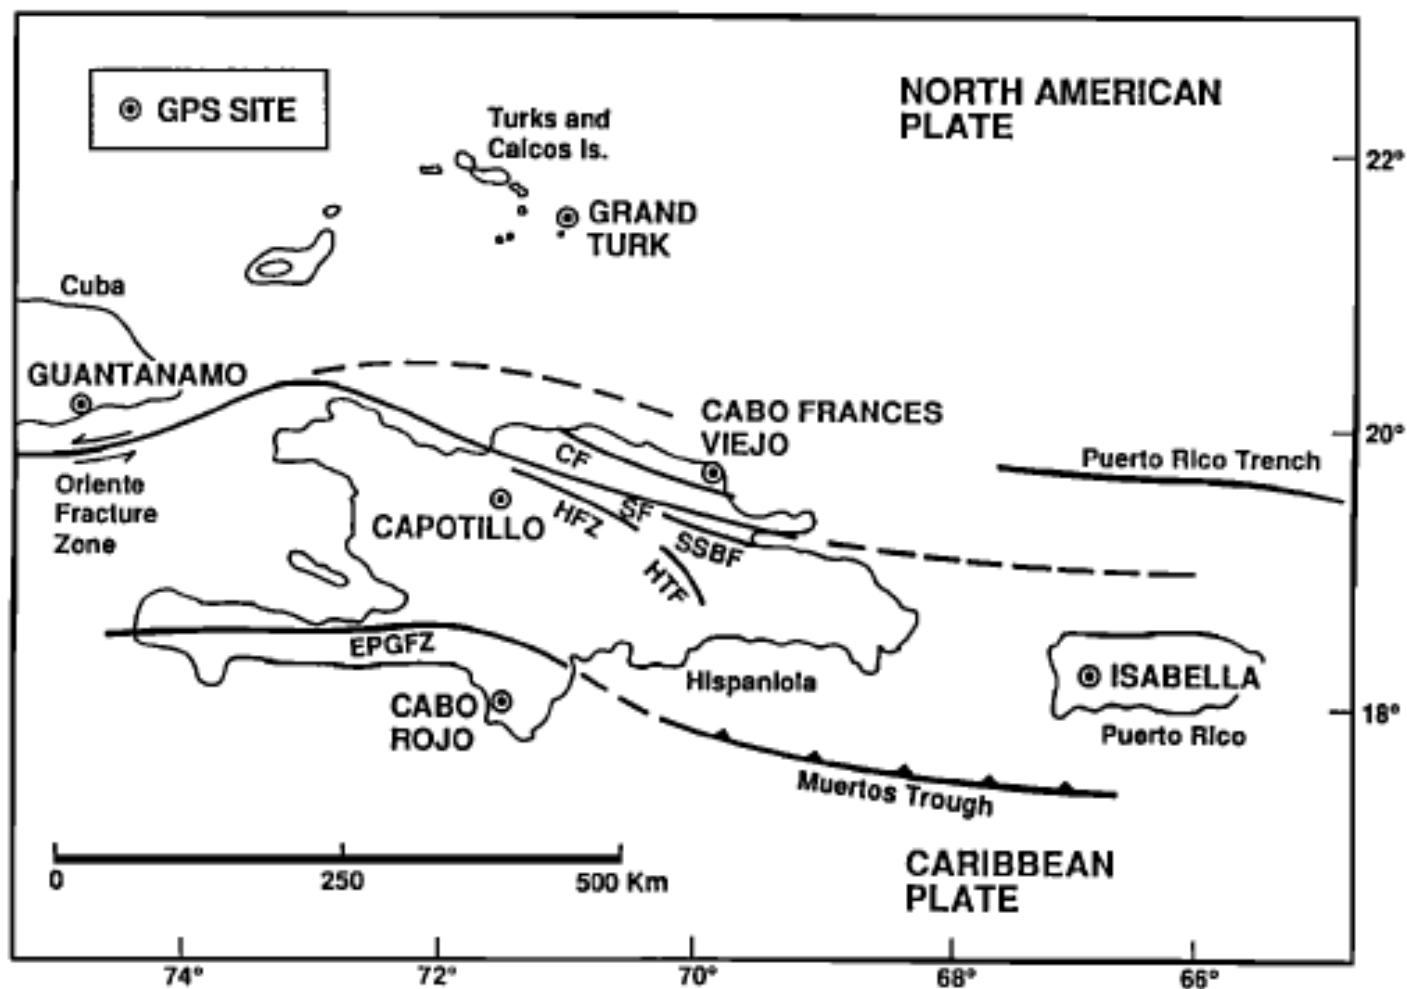 GPS SITE
NORTH AMERICAN
PLATE
Turks and
Caicos Is.
22°
GRAND
TURK
Cuba
GUANTANAMO
CABO FRANCES
VIEJO
20°
Puerto Rico Trench
CF
Oriente
Fracture
Zone
CAPOTILLO
HFZ
SF
SSBF
HTF
EPGFZ
Hispaniola
ISABELLA
CABO
ROJO
18°
Puerto Rico
Muertos Trough
CARIBBEAN
PLATE
0
250
500 Km
74°
72°
70°
68°
66°